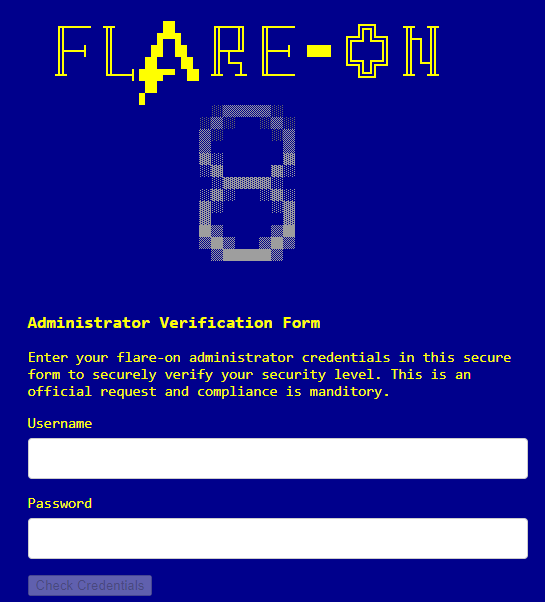 FLARE-ON
8
Administrator Verification Form
Enter your flare-on administrator credentials in this secure
form to securely verify your security level. This is an
official request and compliance is manditory.
Username
Password
Check Credentials